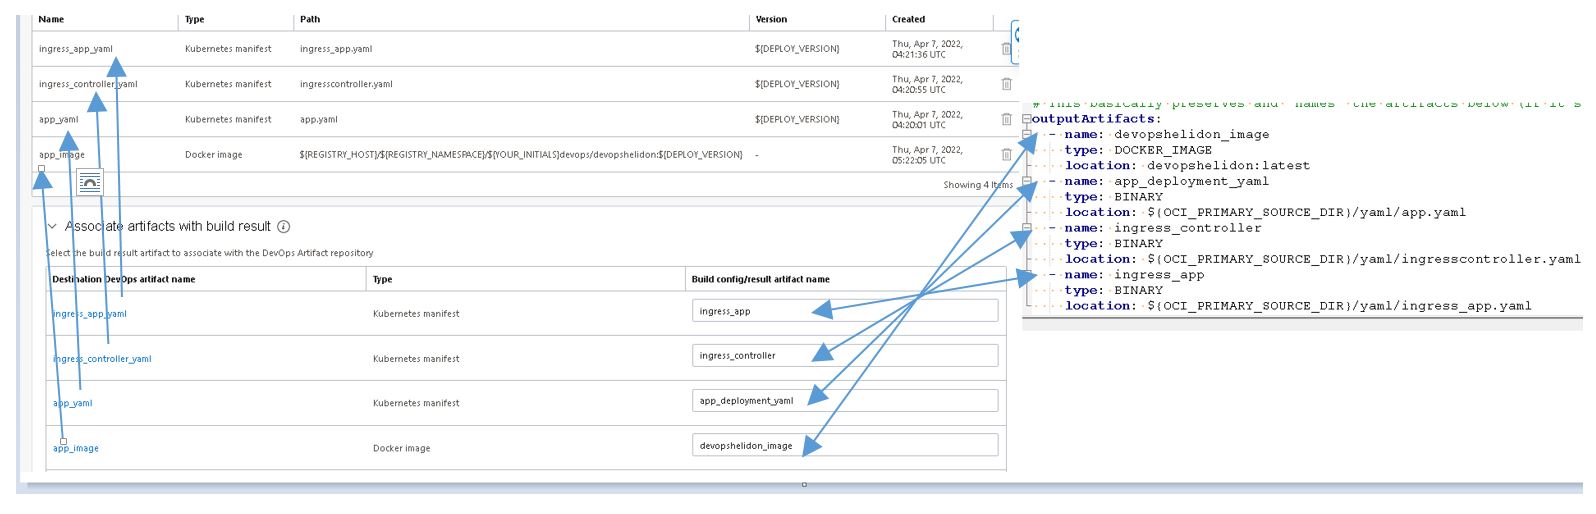 Name Type Path Version Created
ingress_app_yaml Kubernetes manifest ingress_app.yaml ${DEPLOY_VERSION} Thu, Apr 7, 2022,
04:21:36 UTC
ingress_controller_yaml Kubernetes manifest ingresscontroller.yaml ${DEPLOY_VERSION} Thu, Apr 7, 2022,
04:20:55 UTC
app_yaml Kubernetes manifest app.yaml ${DEPLOY_VERSION} Thu, Apr 7, 2022,
04:20:01 UTC
app_image Docker image ${REGISTRY_HOST}/${REGISTRY_NAMESPACE}/${YOUR_INITIALS}devops/devopshelidon:${DEPLOY_VERSION} - Thu, Apr 7, 2022,
05:22:05 UTC
Showing 4 Items
Associate artifacts with build result
Select the build result artifact to associate with the DevOps Artifact repository
Destination DevOps artifact name Type Build config/result artifact name
ingress_app_yaml Kubernetes manifest ingress_app
ingress_controller_yaml Kubernetes manifest ingress_controller
app_yaml Kubernetes manifest app_deployment_yaml
app_image Docker image devopshelidon_image
# This basically preserves and "names" the artifacts below (if it s
outputArtifacts:
- name: devopshelidon_image
type: DOCKER_IMAGE
location: devopshelidon:latest
- name: app_deployment_yaml
type: BINARY
location: ${OCI_PRIMARY_SOURCE_DIR}/yaml/app.yaml
- name: ingress_controller
type: BINARY
location: ${OCI_PRIMARY_SOURCE_DIR}/yaml/ingresscontroller.yaml
- name: ingress_app
type: BINARY
location: ${OCI_PRIMARY_SOURCE_DIR}/yaml/ingress_app.yaml